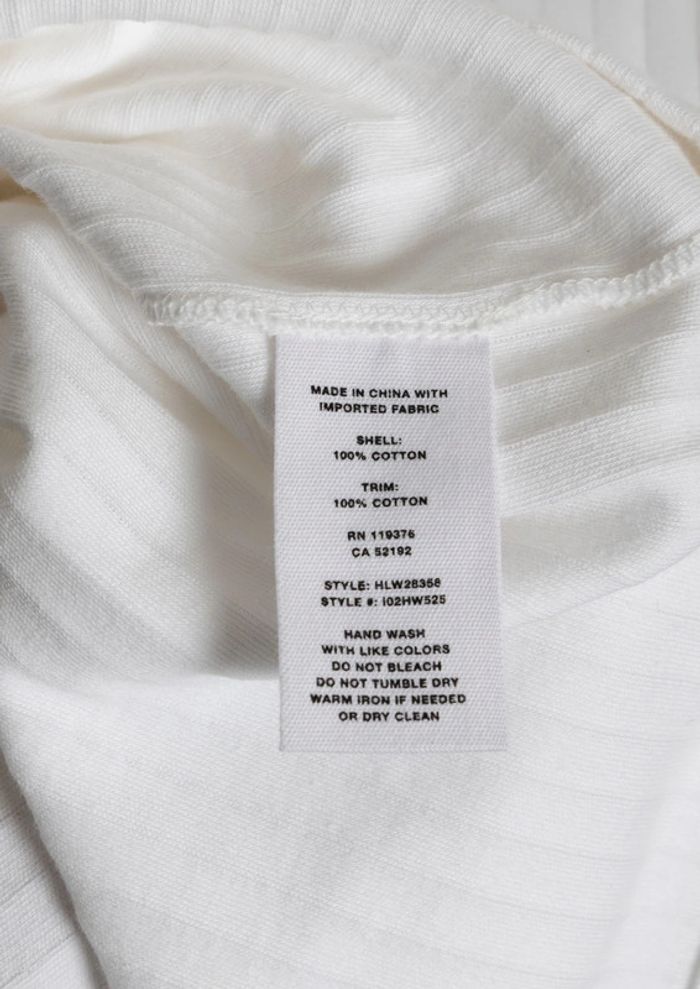 MADE IN CHINA WITH
IMPORTED FABRIC
SHELL:
100% COTTON
TRIM:
100% COTTON
RN 119376
CA 52192
STYLE: HLW28358
STYLE #: I02HW525
HAND WASH
WITH LIKE COLORS
DO NOT BLEACH
DO NOT TUMBLE DRY
WARM IRON IF NEEDED
OR DRY CLEAN